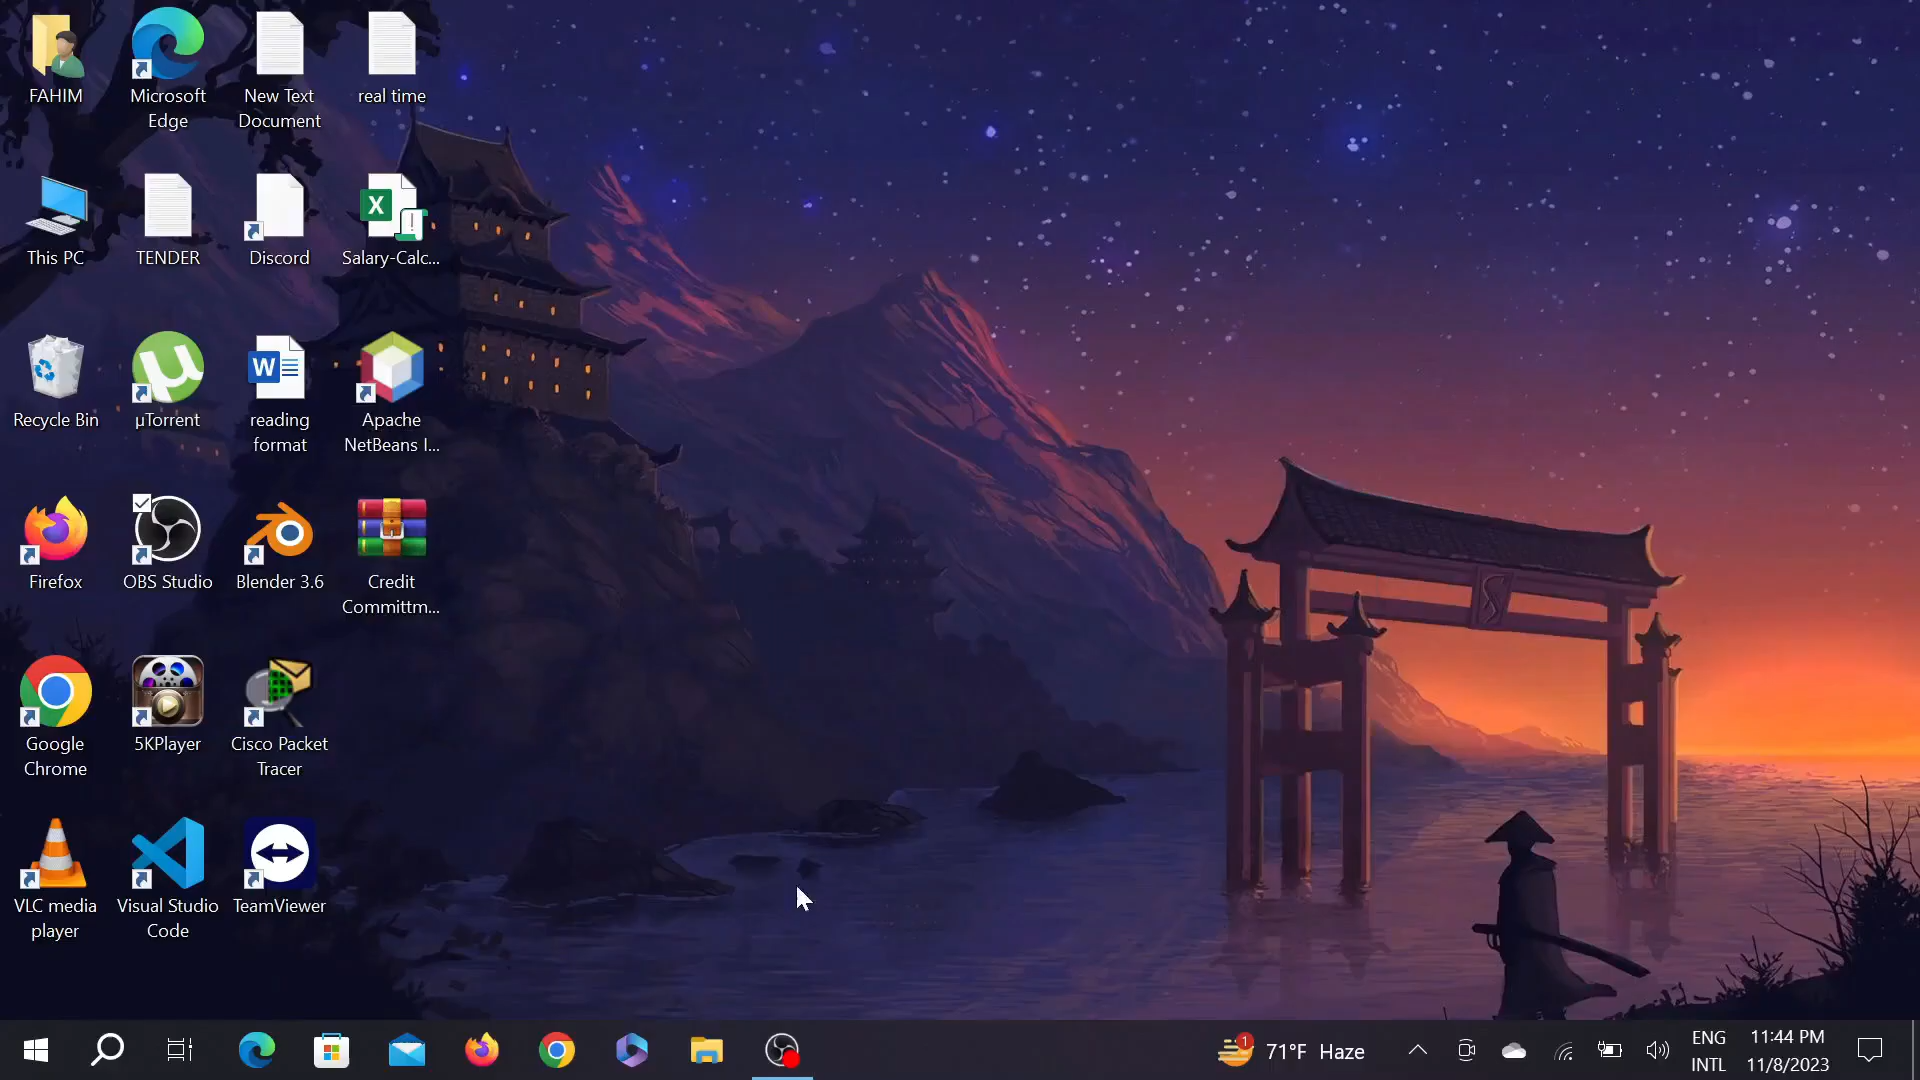 FAHIM
Microsoft
Edge
New Text
Document
real time
This PC
TENDER
Discord
Salary-Calc...
Recycle Bin
µTorrent
reading
format
Apache
NetBeans I...
Firefox
OBS Studio
Blender 3.6
Credit
Committm...
Google
Chrome
5KPlayer
Cisco Packet
Tracer
VLC media
player
Visual Studio
Code
TeamViewer
1
71°F Haze
ENG
INTL
11:44 PM
11/8/2023